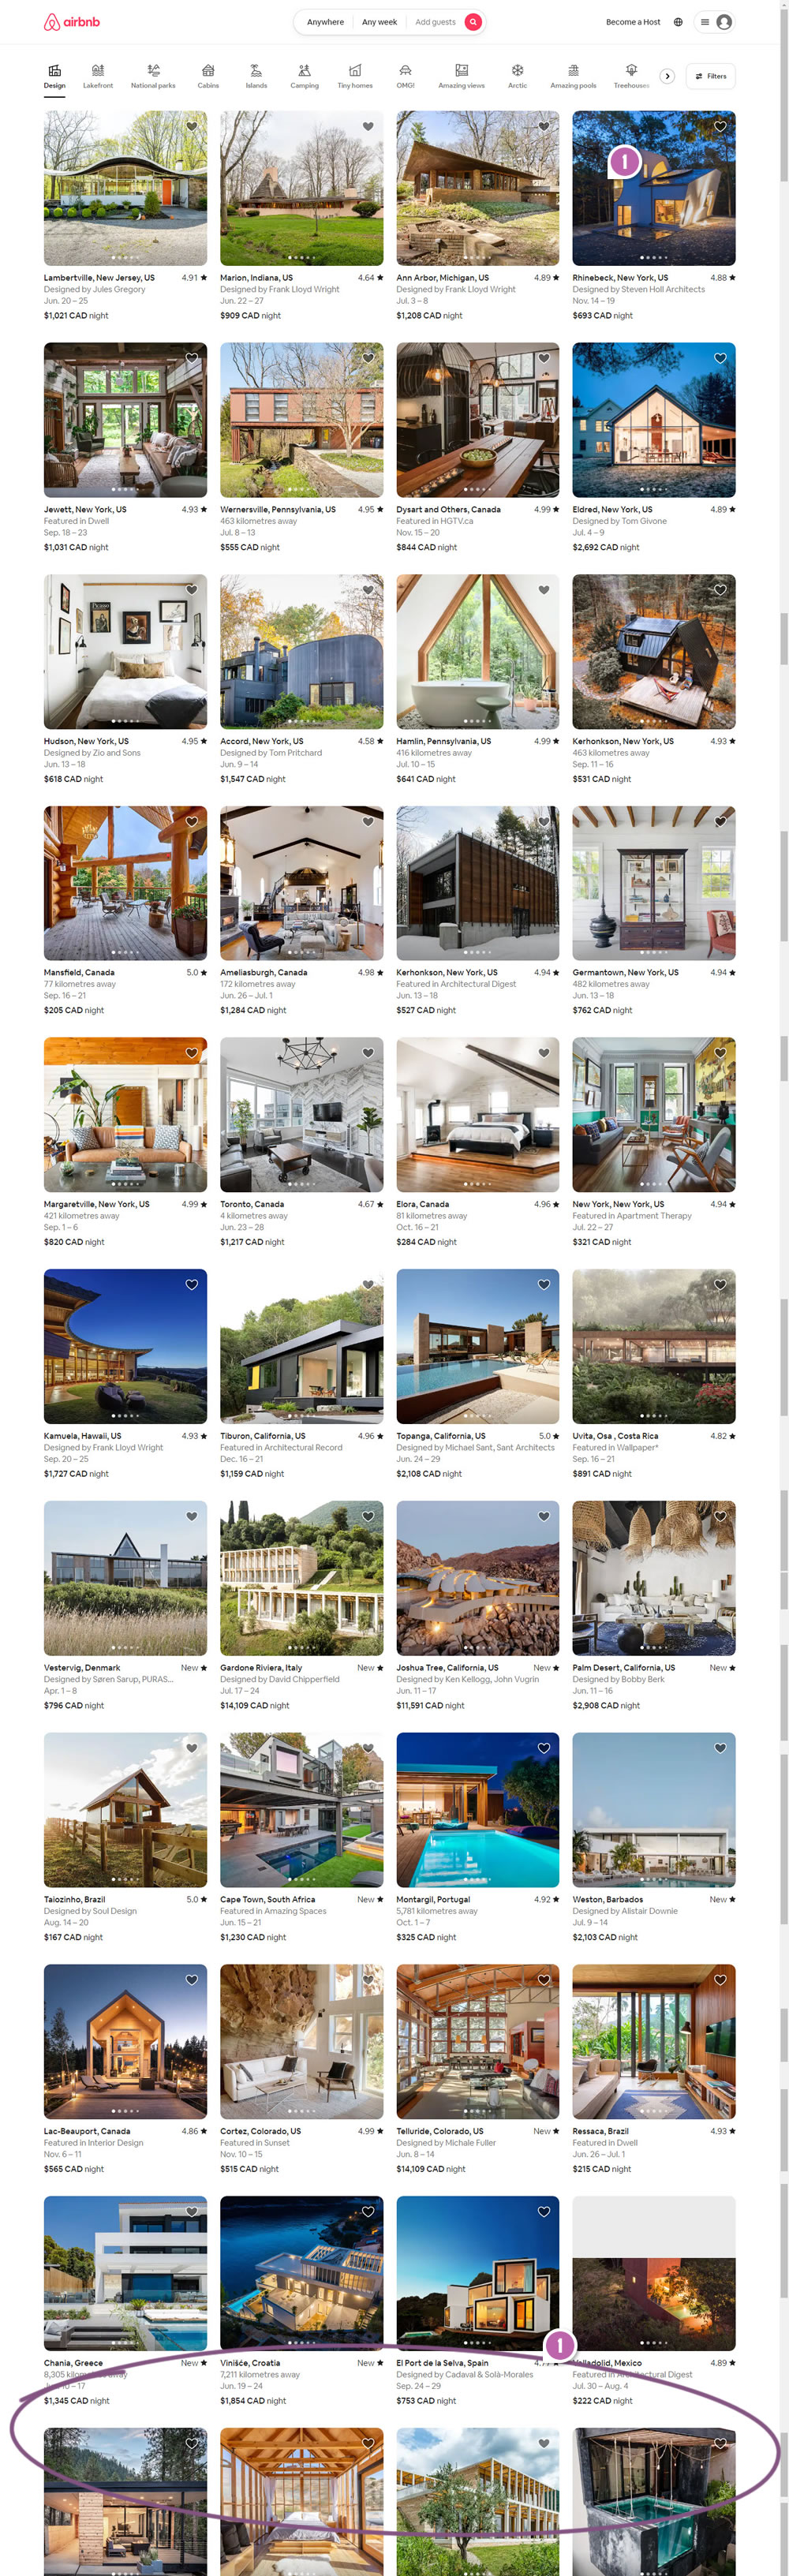 airbnb
Anywhere Any week Add guests
Become a Host
Design Lakefront National parks Cabins Islands Camping Tiny homes OMG! Amazing views Arctic Amazing pools Treehouses Filters
1
Lambertville, New Jersey, US 4.91 ★
Designed by Jules Gregory
Jun. 20 – 25
$1,021 CAD night
Marion, Indiana, US 4.64 ★
Designed by Frank Lloyd Wright
Jun. 22 – 27
$909 CAD night
Ann Arbor, Michigan, US 4.89 ★
Designed by Frank Lloyd Wright
Jul. 3 – 8
$1,208 CAD night
Rhinebeck, New York, US 4.88 ★
Designed by Steven Holl Architects
Nov. 14 – 19
$693 CAD night
Jewett, New York, US 4.93 ★
Featured in Dwell
Sep. 18 – 23
$1,031 CAD night
Wernersville, Pennsylvania, US 4.95 ★
463 kilometres away
Jul. 8 – 13
$555 CAD night
Dysart and Others, Canada 4.99 ★
Featured in HGTV.ca
Nov. 15 – 20
$844 CAD night
Eldred, New York, US 4.89 ★
Designed by Tom Givone
Jul. 4 – 9
$2,692 CAD night
Hudson, New York, US 4.95 ★
Designed by Zio and Sons
Jun. 13 – 18
$618 CAD night
Accord, New York, US 4.58 ★
Designed by Tom Pritchard
Jun. 9 – 14
$1,547 CAD night
Hamlin, Pennsylvania, US 4.99 ★
416 kilometres away
Jul. 10 – 15
$641 CAD night
Kerhonkson, New York, US 4.93 ★
463 kilometres away
Sep. 11 – 16
$531 CAD night
Mansfield, Canada 5.0 ★
77 kilometres away
Sep. 16 – 21
$205 CAD night
Ameliasburgh, Canada 4.98 ★
172 kilometres away
Jun. 26 – Jul. 1
$1,284 CAD night
Kerhonkson, New York, US 4.94 ★
Featured in Architectural Digest
Jun. 13 – 18
$527 CAD night
Germantown, New York, US 4.94 ★
482 kilometres away
Jun. 13 – 18
$762 CAD night
Margaretville, New York, US 4.99 ★
421 kilometres away
Sep. 1 – 6
$820 CAD night
Toronto, Canada 4.67 ★
4 kilometres away
Jun. 23 – 28
$1,217 CAD night
Elora, Canada 4.96 ★
81 kilometres away
Oct. 16 – 21
$284 CAD night
New York, New York, US 4.94 ★
Featured in Apartment Therapy
Jul. 22 – 27
$321 CAD night
Kamuela, Hawaii, US 4.93 ★
Designed by Frank Lloyd Wright
Sep. 20 – 25
$1,727 CAD night
Tiburon, California, US 4.96 ★
Featured in Architectural Record
Dec. 16 – 21
$1,159 CAD night
Topanga, California, US 5.0 ★
Designed by Michael Sant, Sant Architects
Jun. 24 – 29
$2,108 CAD night
Uvita, Osa , Costa Rica 4.82 ★
Featured in Wallpaper*
Sep. 16 – 21
$891 CAD night
Vestervig, Denmark New ★
Designed by Søren Sarup, PURAS...
Apr. 1 – 8
$796 CAD night
Gardone Riviera, Italy New ★
Designed by David Chipperfield
Jul. 17 – 24
$14,109 CAD night
Joshua Tree, California, US New ★
Designed by Ken Kellogg, John Vugrin
Jun. 11 – 17
$11,591 CAD night
Palm Desert, California, US New ★
Designed by Bobby Berk
Jun. 11 – 16
$2,908 CAD night
Taiozinho, Brazil 5.0 ★
Designed by Soul Design
Aug. 14 – 20
$167 CAD night
Cape Town, South Africa New ★
Featured in Amazing Spaces
Jun. 15 – 21
$1,230 CAD night
Montargil, Portugal 4.92 ★
5,781 kilometres away
Oct. 1 – 7
$325 CAD night
Weston, Barbados New ★
Designed by Alistair Downie
Jul. 9 – 14
$2,103 CAD night
Lac-Beauport, Canada 4.86 ★
Featured in Interior Design
Nov. 6 – 11
$565 CAD night
Cortez, Colorado, US 4.99 ★
Featured in Sunset
Nov. 10 – 15
$515 CAD night
Telluride, Colorado, US New ★
Designed by Michale Fuller
Jun. 8 – 14
$14,109 CAD night
Ressaca, Brazil 4.93 ★
Featured in Dwell
Jun. 26 – Jul. 1
$215 CAD night
1
Chania, Greece New ★
8,305 kilometres away
– 17
$1,345 CAD night
Vinišće, Croatia New ★
7,211 kilometres away
Jun. 19 – 24
$1,854 CAD night
El Port de la Selva, Spain
Designed by Cadaval & Solà-Morales
Sep. 24 – 29
$753 CAD night
Valladolid, Mexico 4.89 ★
Featured in Architectural Digest
Jul. 30 – Aug. 4
$222 CAD night